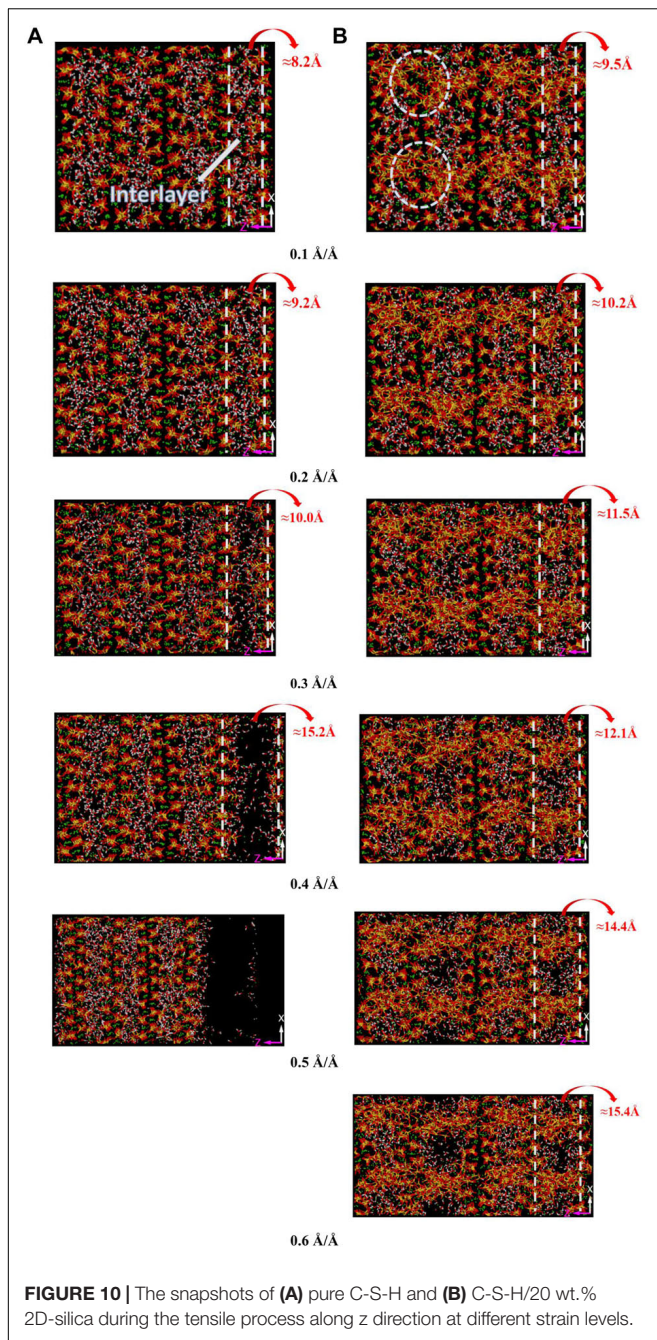 A
B
≈8.2Å
≈9.5Å
Interlayer
X
Z
X
Z
0.1 Å/Å
≈9.2Å
≈10.2Å
X
Z
X
Z
0.2 Å/Å
≈10.0Å
≈11.5Å
X
Z
X
Z
0.3 Å/Å
≈15.2Å
≈12.1Å
X
Z
X
Z
0.4 Å/Å
≈14.4Å
X
Z
X
Z
0.5 Å/Å
≈15.4Å
X
Z
0.6 Å/Å
FIGURE 10 | The snapshots of (A) pure C-S-H and (B) C-S-H/20 wt.%
2D-silica during the tensile process along z direction at different strain levels.